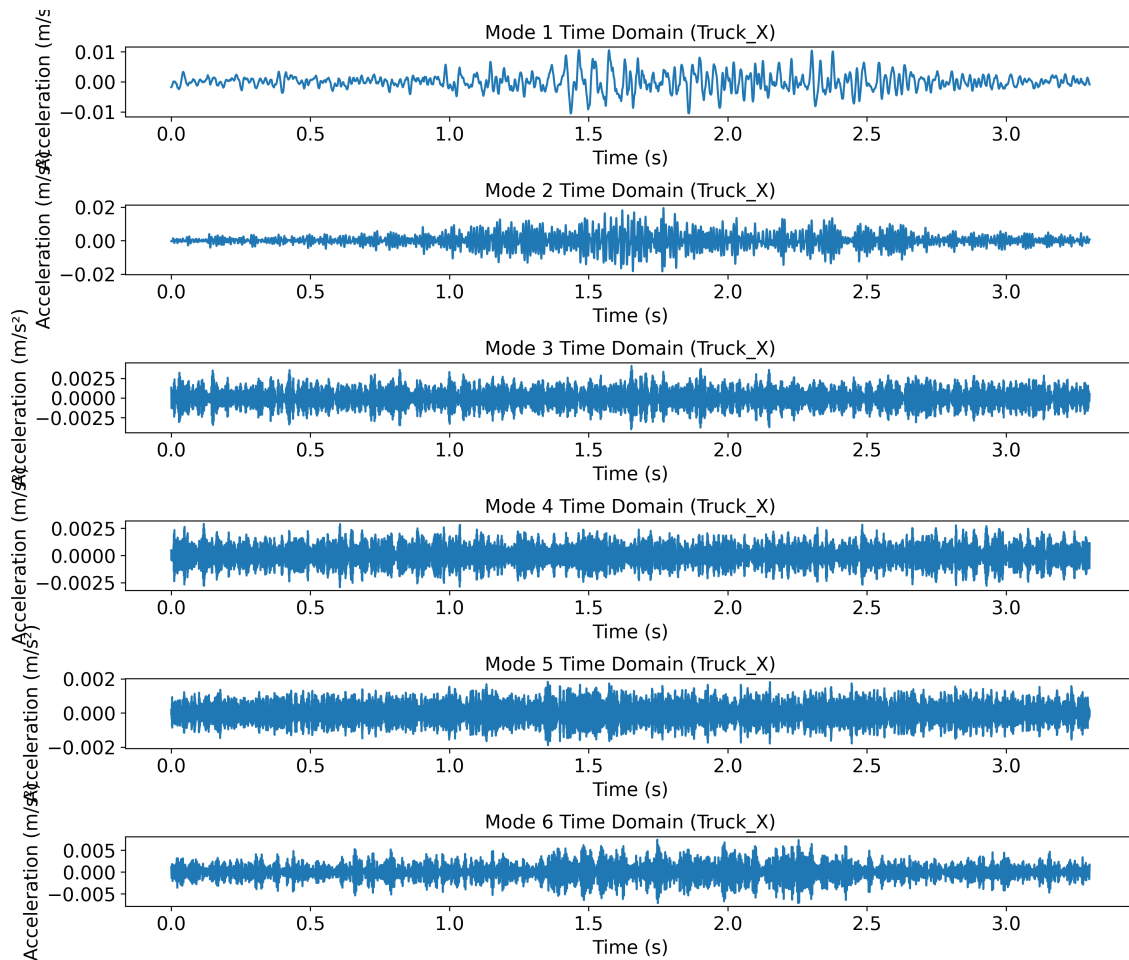 Mode 1 Time Domain (Truck_X)
Acceleration (m/s
0.01
0.00
−0.01
0.0 0.5 1.0 1.5 2.0 2.5 3.0
Time (s)
Mode 2 Time Domain (Truck_X)
Acceleration (m/s²)
0.02
0.00
−0.02
0.0 0.5 1.0 1.5 2.0 2.5 3.0
Time (s)
Mode 3 Time Domain (Truck_X)
Acceleration (m/s²)
0.0025
0.0000
−0.0025
0.0 0.5 1.0 1.5 2.0 2.5 3.0
Time (s)
Mode 4 Time Domain (Truck_X)
Acceleration (m/s²)
0.0025
0.0000
−0.0025
0.0 0.5 1.0 1.5 2.0 2.5 3.0
Time (s)
Mode 5 Time Domain (Truck_X)
Acceleration (m/s²)
0.002
0.000
−0.002
0.0 0.5 1.0 1.5 2.0 2.5 3.0
Time (s)
Mode 6 Time Domain (Truck_X)
Acceleration (m/s²)
0.005
0.000
−0.005
0.0 0.5 1.0 1.5 2.0 2.5 3.0
Time (s)